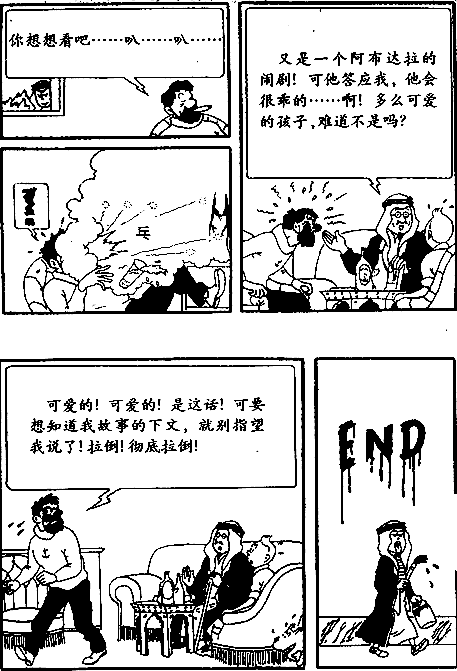 你想想看吧……叭……叭……
又是一个阿布达拉的
闹剧！可他答应我，他会
很乖的……啊！多么可爱
的孩子，难道不是吗？
乓
可爱的！可爱的！是这话！可要
想知道我故事的下文，就别指望
我说了！拉倒！彻底拉倒！
END